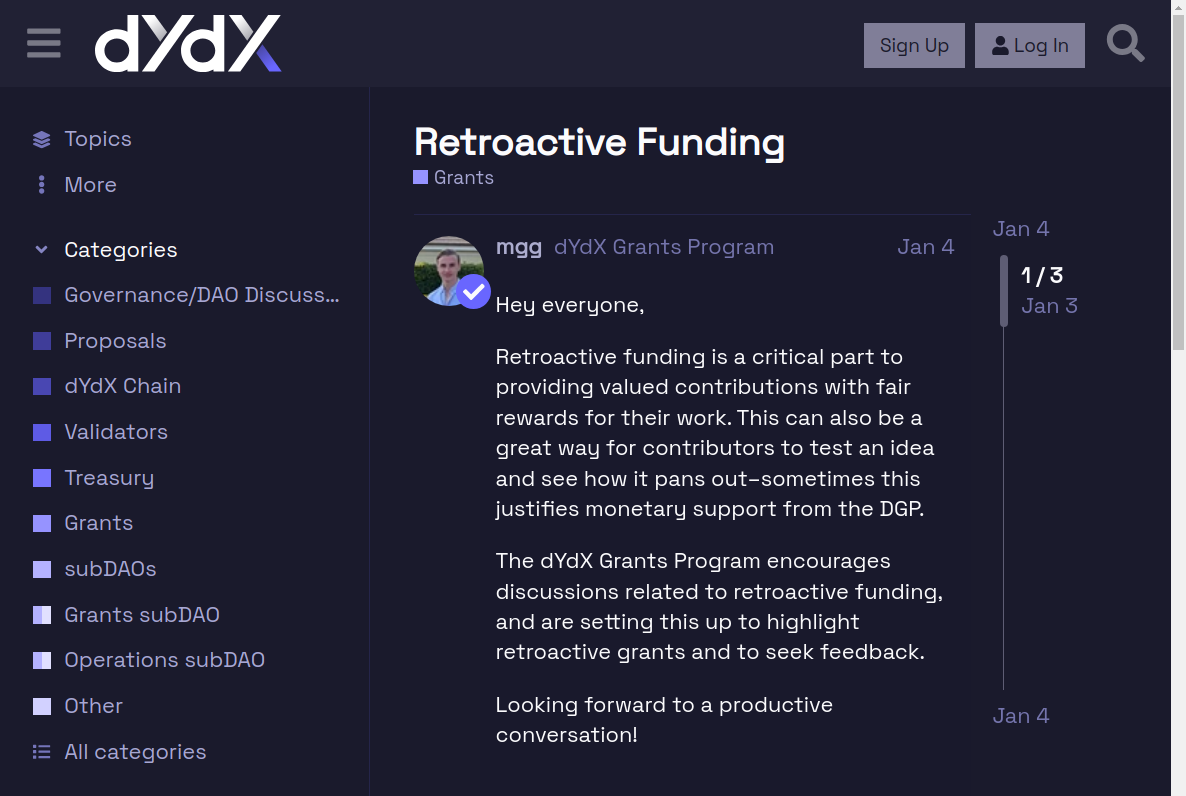 dYdX
Sign Up
Log In
Topics
More
Categories
Governance/DAO Discuss...
Proposals
dYdX Chain
Validators
Treasury
Grants
subDAOs
Grants subDAO
Operations subDAO
Other
All categories
Retroactive Funding
Grants
mgg dYdX Grants Program Jan 4
Hey everyone,
Retroactive funding is a critical part to
providing valued contributions with fair
rewards for their work. This can also be a
great way for contributors to test an idea
and see how it pans out–sometimes this
justifies monetary support from the DGP.
The dYdX Grants Program encourages
discussions related to retroactive funding,
and are setting this up to highlight
retroactive grants and to seek feedback.
Looking forward to a productive
conversation!
Jan 4
1 / 3
Jan 3
Jan 4